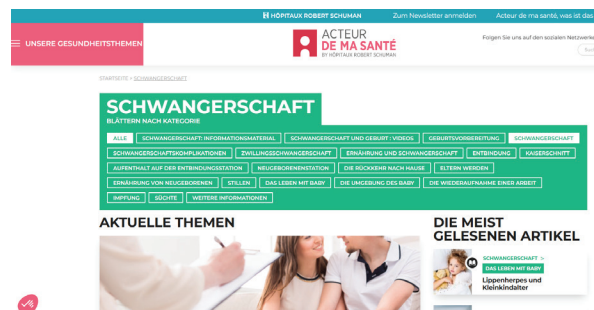 HÔPITAUX ROBERT SCHUMAN
Zum Newsletter anmelden
Acteur de ma santé, was ist das
UNSERE GESUNDHEITSTHEMEN
ACTEUR
DE MA SANTÉ
BY HÔPITAUX ROBERT SCHUMAN
Folgen Sie uns auf den sozialen Netzwerke
STARTSEITE > SCHWANGERSCHAFT
SCHWANGERSCHAFT
BLÄTTERN NACH KATEGORIE
ALLE SCHWANGERSCHAFT: INFORMATIONSMATERIAL SCHWANGERSCHAFT UND GEBURT : VIDEOS GEBURTSVORBEREITUNG SCHWANGERSCHAFT
SCHWANGERSCHAFTSKOMPLIKATIONEN ZWILLINGSSCHWANGERSCHAFT ERNÄHRUNG UND SCHWANGERSCHAFT ENTBINDUNG KAISERSCHNITT
AUFENTHALT AUF DER ENTBINDUNGSSTATION NEUGEBORENENSTATION DIE RÜCKKEHR NACH HAUSE ELTERN WERDEN
ERNÄHRUNG VON NEUGEBORENEN STILLEN DAS LEBEN MIT BABY DIE UMGEBUNG DES BABY DIE WIEDERAUFNAHME EINER ARBEIT
IMPFUNG SÜCHTE WEITERE INFORMATIONEN
AKTUELLE THEMEN
DIE MEIST
GELESENEN ARTIKEL
SCHWANGERSCHAFT >
DAS LEBEN MIT BABY
Lippenherpes und
Kleinkindalter